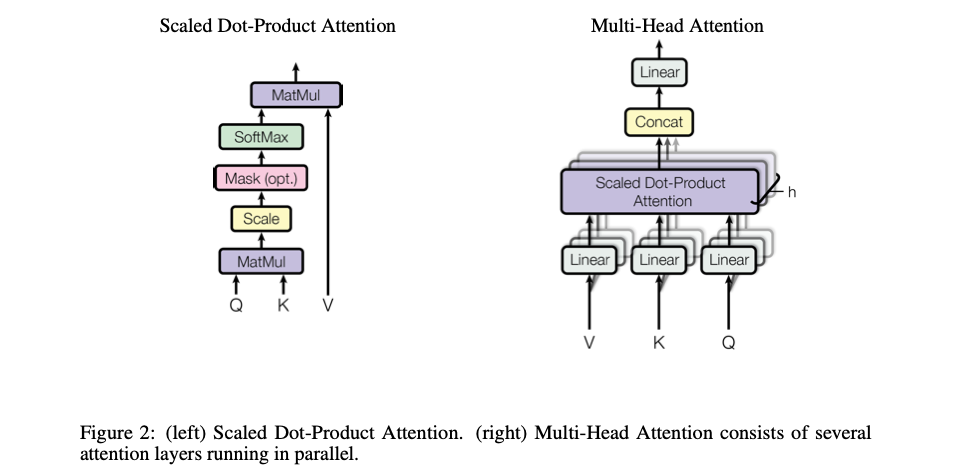 Scaled Dot-Product Attention
MatMul
SoftMax
Mask (opt.)
Scale
MatMul
Q K V
Multi-Head Attention
Linear
Concat
Scaled Dot-Product
Attention
h
Linear Linear Linear
V K Q
Figure 2: (left) Scaled Dot-Product Attention. (right) Multi-Head Attention consists of several
attention layers running in parallel.